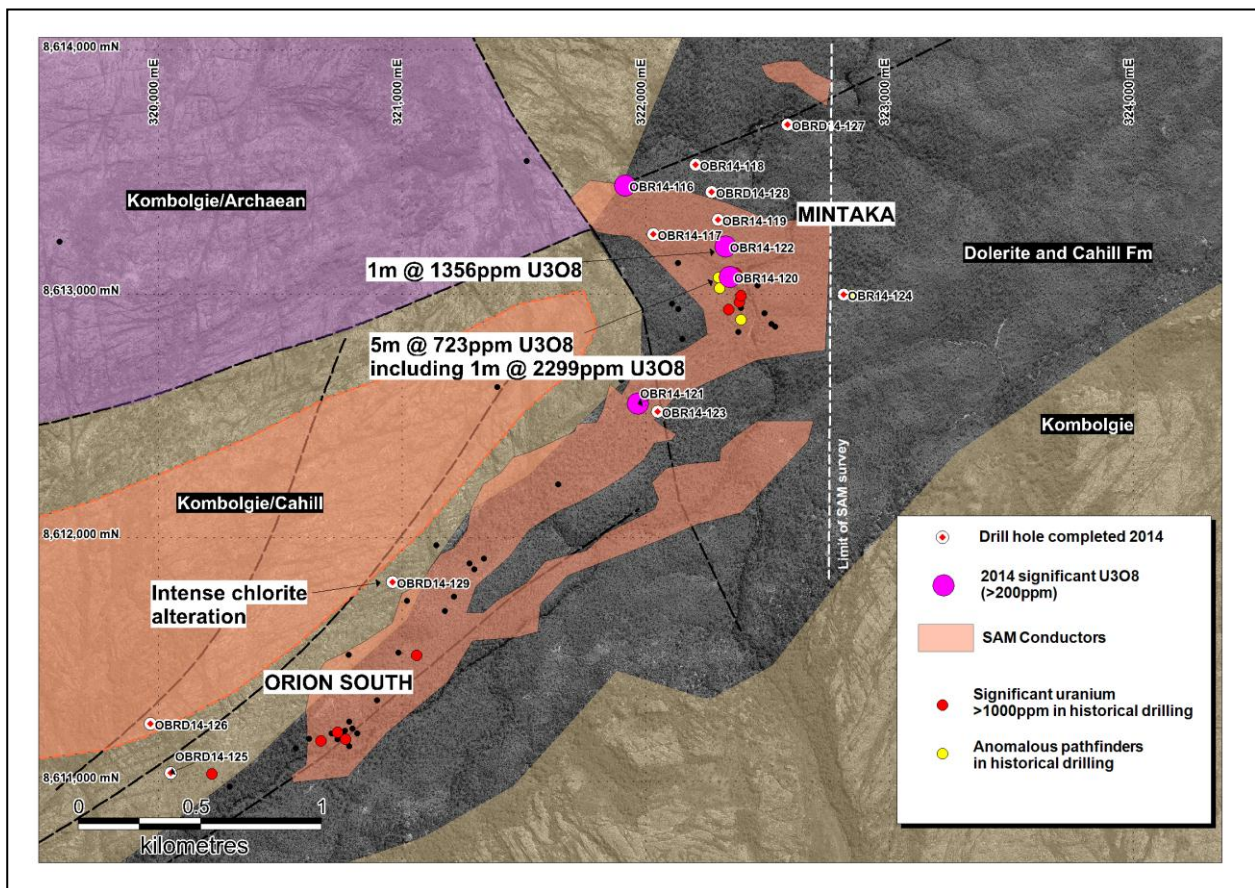 8,614,000 mN
320,000 mE
321,000 mE
322,000 mE
323,000 mE
324,000 mE
OBRD14-127
OBR14-118
Kombolgie/Archaean
OBR14-116
OBRD14-128
OBR14-119
MINTAKA
OBR14-117
OBR14-122
Dolerite and Cahill Fm
1m @ 1356ppm U3O8
OBR14-120
8,613,000 mN
OBR14-124
5m @ 723ppm U3O8
including 1m @ 2299ppm U3O8
OBR14-121
OBR14-123
Kombolgie
Kombolgie/Cahill
Limit of SAM survey
8,612,000 mN
Intense chlorite
alteration
OBRD14-129
ORION SOUTH
OBRD14-126
OBRD14-125
8,611,000 mN
0 0.5 1
kilometres
Drill hole completed 2014
2014 significant U3O8
(>200ppm)
SAM Conductors
Significant uranium
>1000ppm in historical drilling
Anomalous pathfinders
in historical drilling